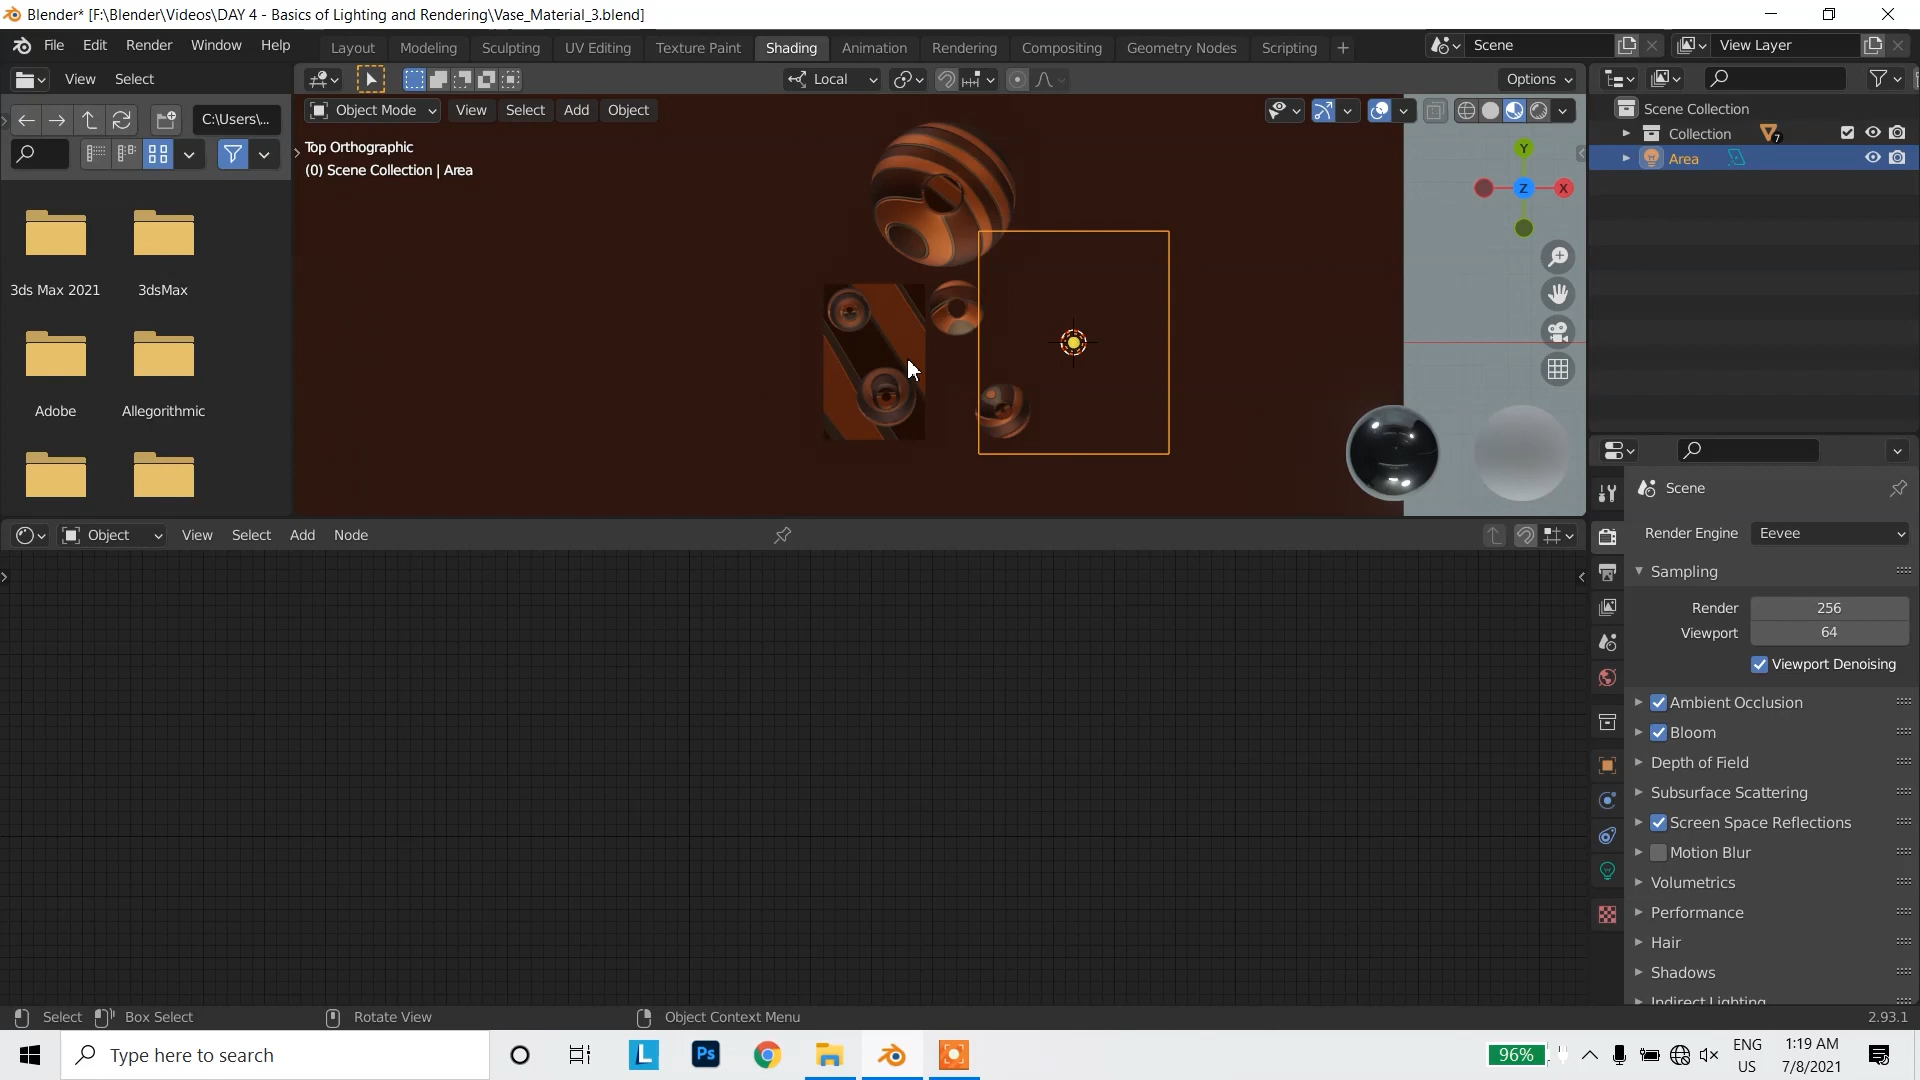 Blender* [F:\Blender\Videos\DAY 4 - Basics of Lighting and Rendering\Vase_Material_3.blend]
File Edit Render Window Help Layout Modeling Sculpting UV Editing Texture Paint Shading Animation Rendering Compositing Geometry Nodes Scripting + Scene View Layer
View Select Local Options
C:\Users\... Object Mode View Select Add Object
Scene Collection
Collection 7
Area
Top Orthographic
(0) Scene Collection | Area
Y
Z X
3ds Max 2021 3dsMax
Adobe Allegorithmic
Scene
Render Engine Eevee
Object View Select Add Node
Sampling
Render 256
Viewport 64
Viewport Denoising
Ambient Occlusion
Bloom
Depth of Field
Subsurface Scattering
Screen Space Reflections
Motion Blur
Volumetrics
Performance
Hair
Shadows
Indirect Lighting
Select Box Select Rotate View Object Context Menu 2.93.1
Type here to search
L Ps
96% ENG US 1:19 AM 7/8/2021